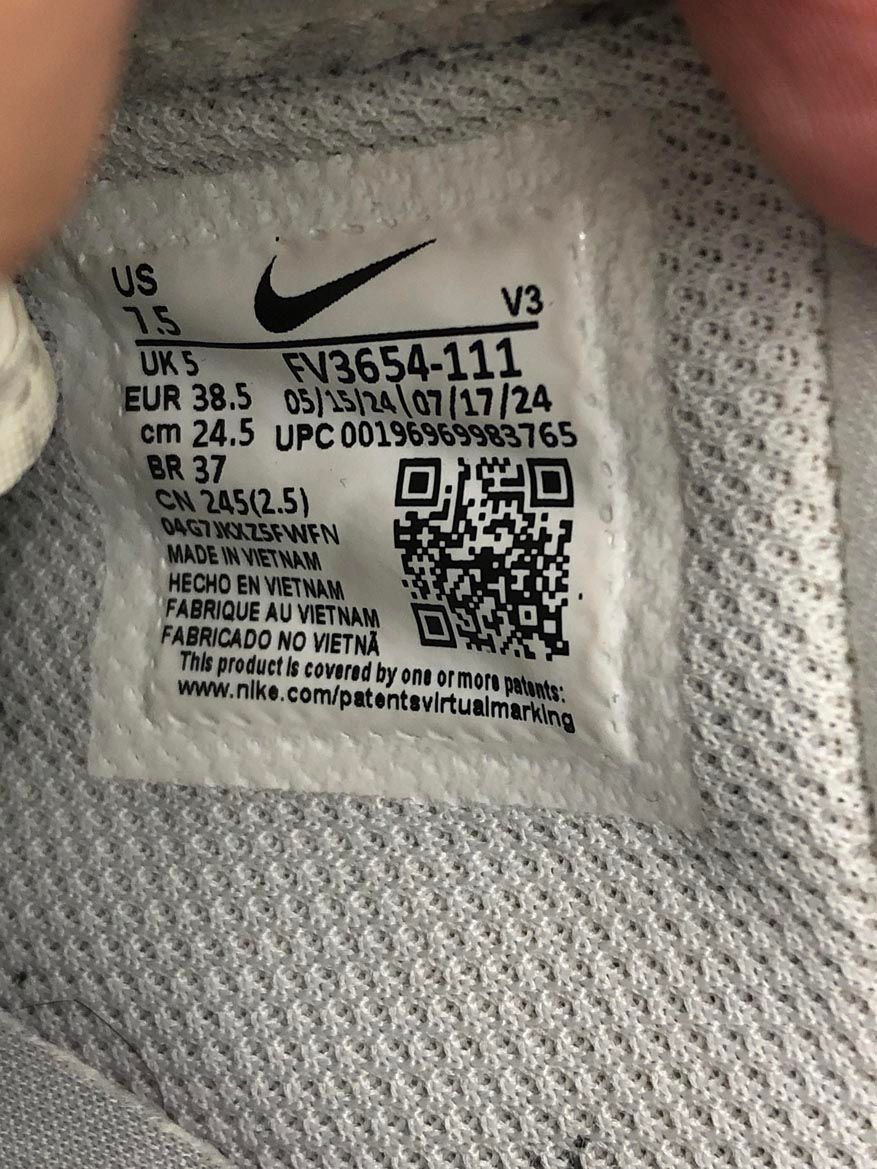 US
7.5
V3
UK 5
FV3654-111
EUR 38.5
05/15/24|07/17/24
cm 24.5
UPC 00196969983765
BR 37
CN 245(2.5)
04G7JKXZ5FWFN
MADE IN VIETNAM
HECHO EN VIETNAM
FABRIQUE AU VIETNAM
FABRICADO NO VIETNÃ
This product is covered by one or more patents:
www.nike.com/patentsvirtualmarking